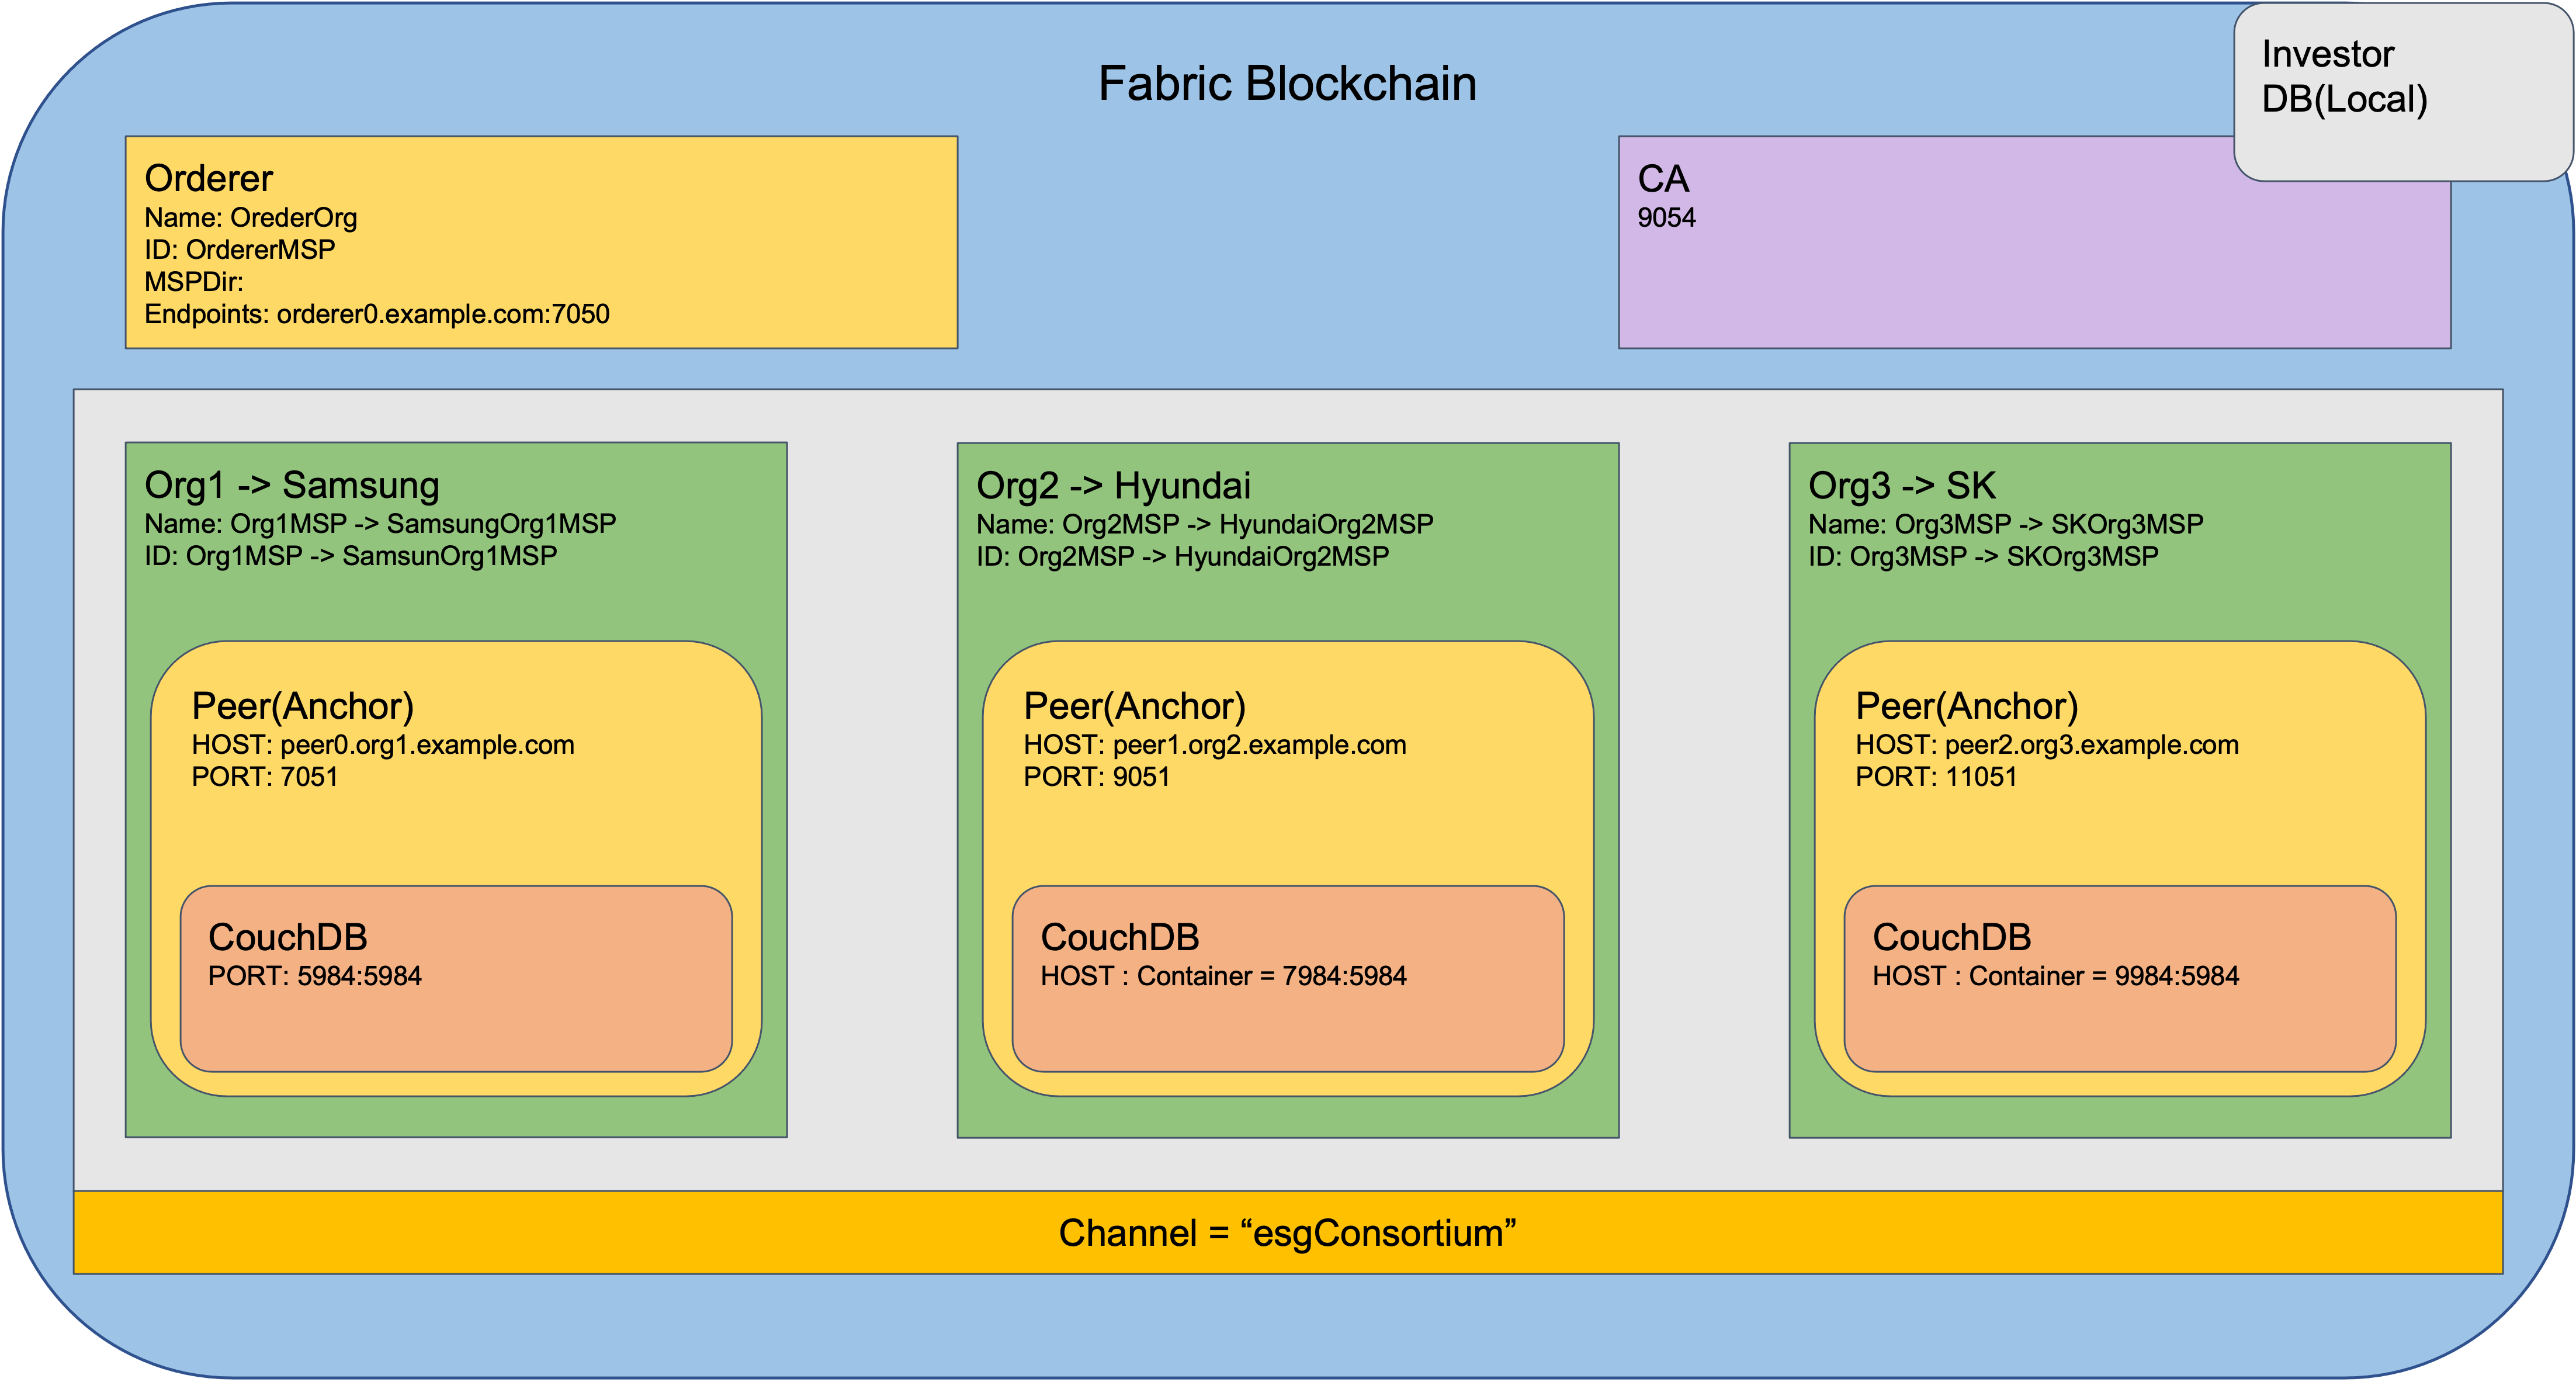 Fabric Blockchain
Investor
DB(Local)
Orderer
Name: OrederOrg
ID: OrdererMSP
MSPDir:
Endpoints: orderer0.example.com:7050
CA
9054
Org1 -> Samsung
Name: Org1MSP -> SamsungOrg1MSP
ID: Org1MSP -> SamsunOrg1MSP
Peer(Anchor)
HOST: peer0.org1.example.com
PORT: 7051
CouchDB
PORT: 5984:5984
Org2 -> Hyundai
Name: Org2MSP -> HyundaiOrg2MSP
ID: Org2MSP -> HyundaiOrg2MSP
Peer(Anchor)
HOST: peer1.org2.example.com
PORT: 9051
CouchDB
HOST : Container = 7984:5984
Org3 -> SK
Name: Org3MSP -> SKOrg3MSP
ID: Org3MSP -> SKOrg3MSP
Peer(Anchor)
HOST: peer2.org3.example.com
PORT: 11051
CouchDB
HOST : Container = 9984:5984
Channel = “esgConsortium”